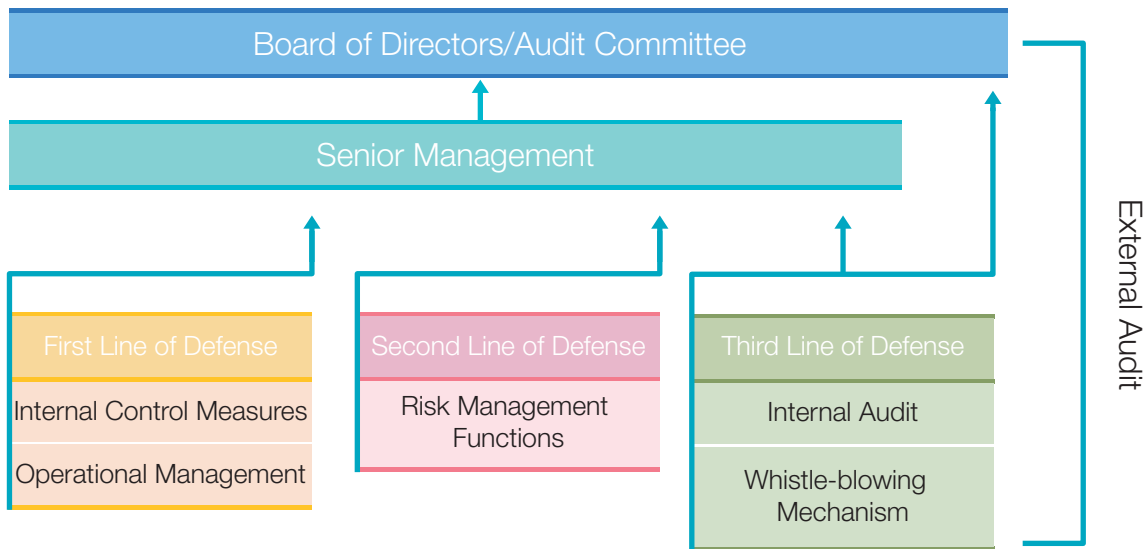 Board of Directors/Audit Committee
Senior Management
First Line of Defense
Internal Control Measures
Operational Management
Second Line of Defense
Risk Management
Functions
Third Line of Defense
Internal Audit
Whistle-blowing
Mechanism
External Audit